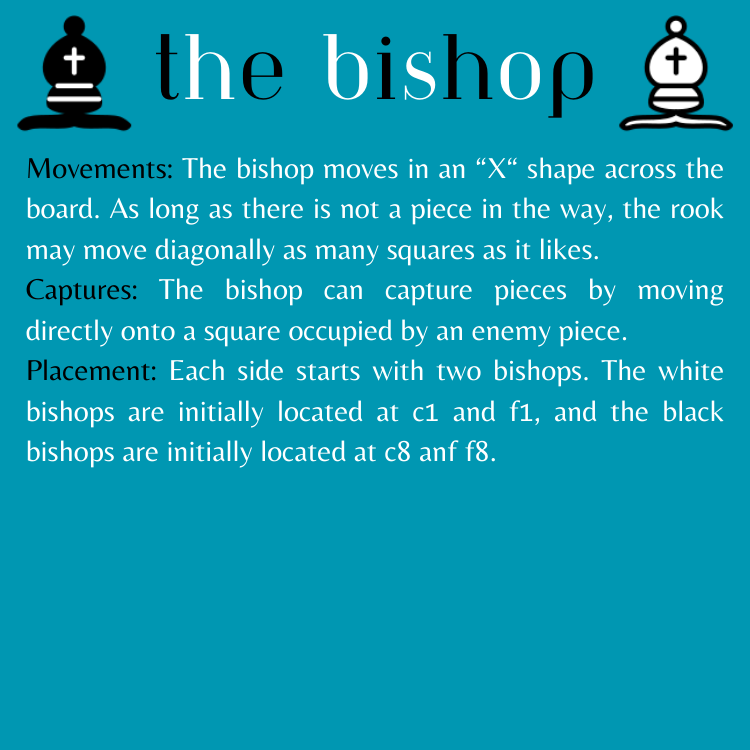 the bishop
Movements: The bishop moves in an “X“ shape across the
board. As long as there is not a piece in the way, the rook
may move diagonally as many squares as it likes.
Captures: The bishop can capture pieces by moving
directly onto a square occupied by an enemy piece.
Placement: Each side starts with two bishops. The white
bishops are initially located at c1 and f1, and the black
bishops are initially located at c8 anf f8.